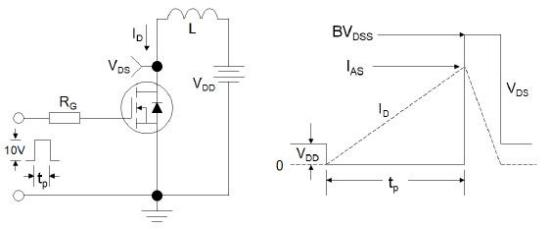 I_D
L
V_DS
V_DD
R_G
10V
t_p
BV_DSS
I_AS
V_DS
I_D
V_DD
0
t_p